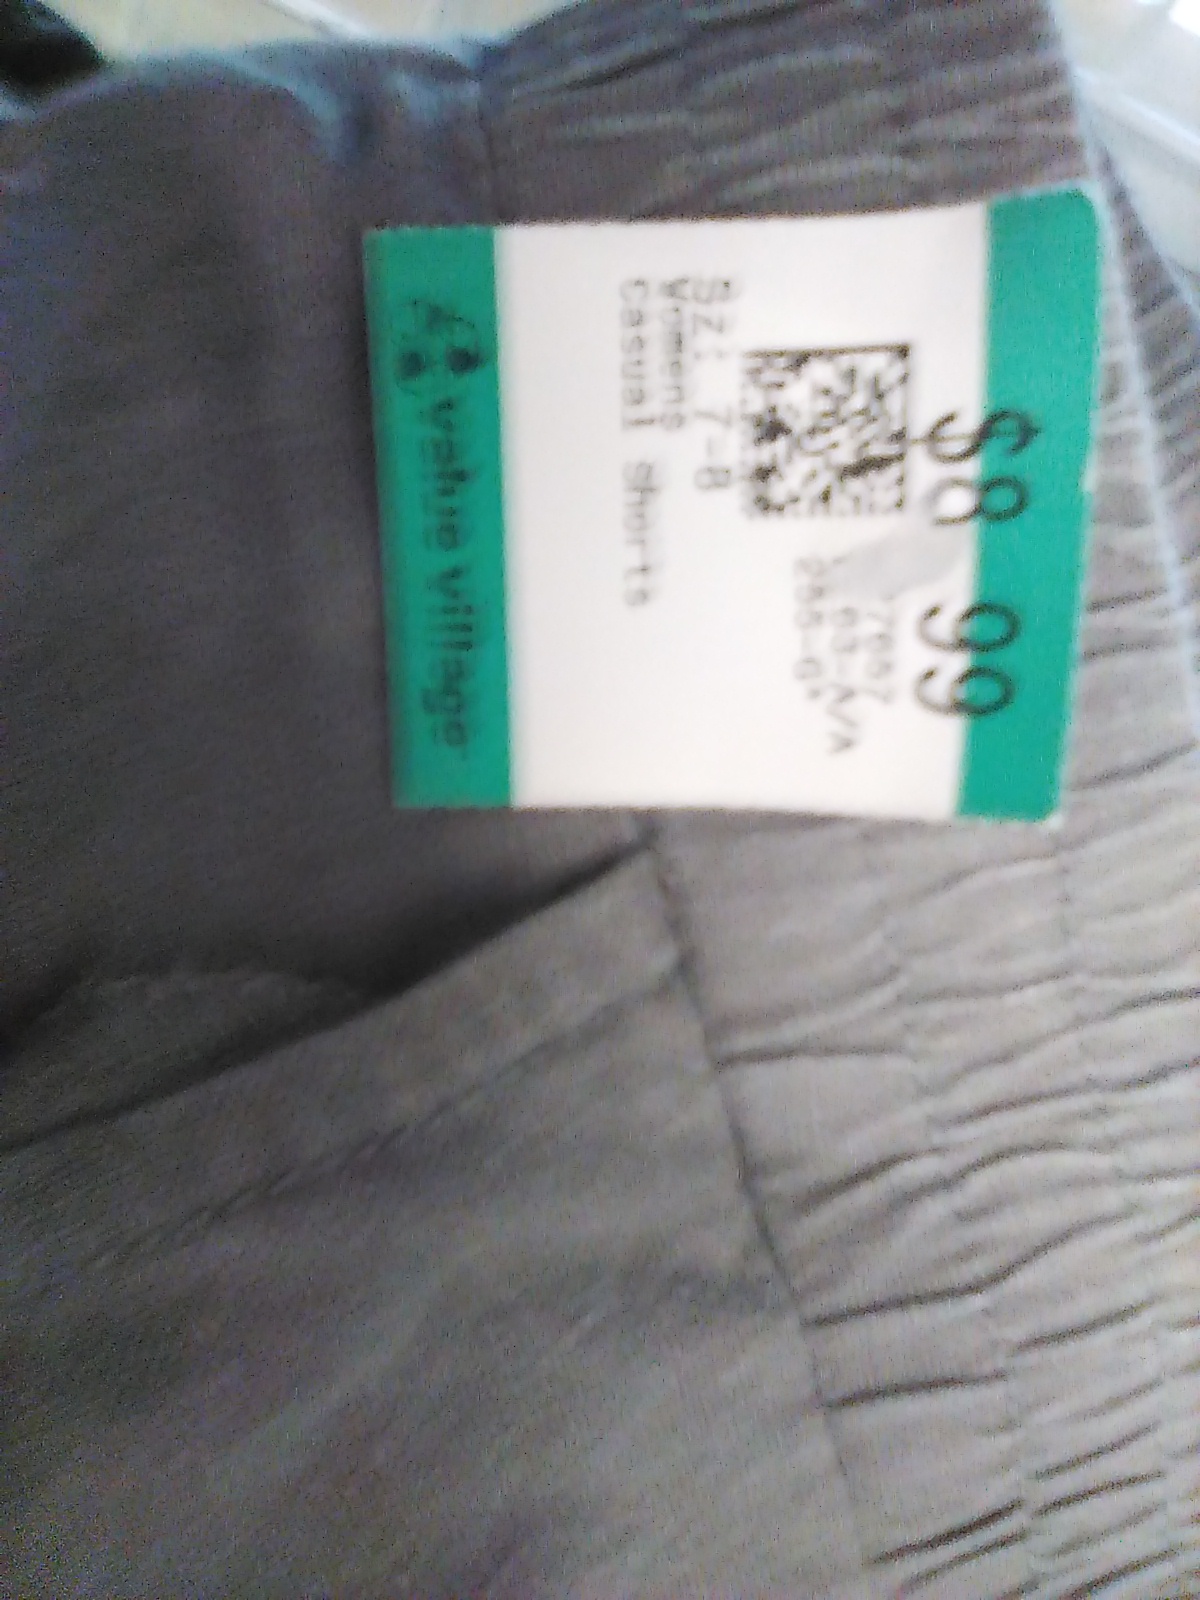 $8 99
SZ: 7-8
Womens
Casual Shorts
value village